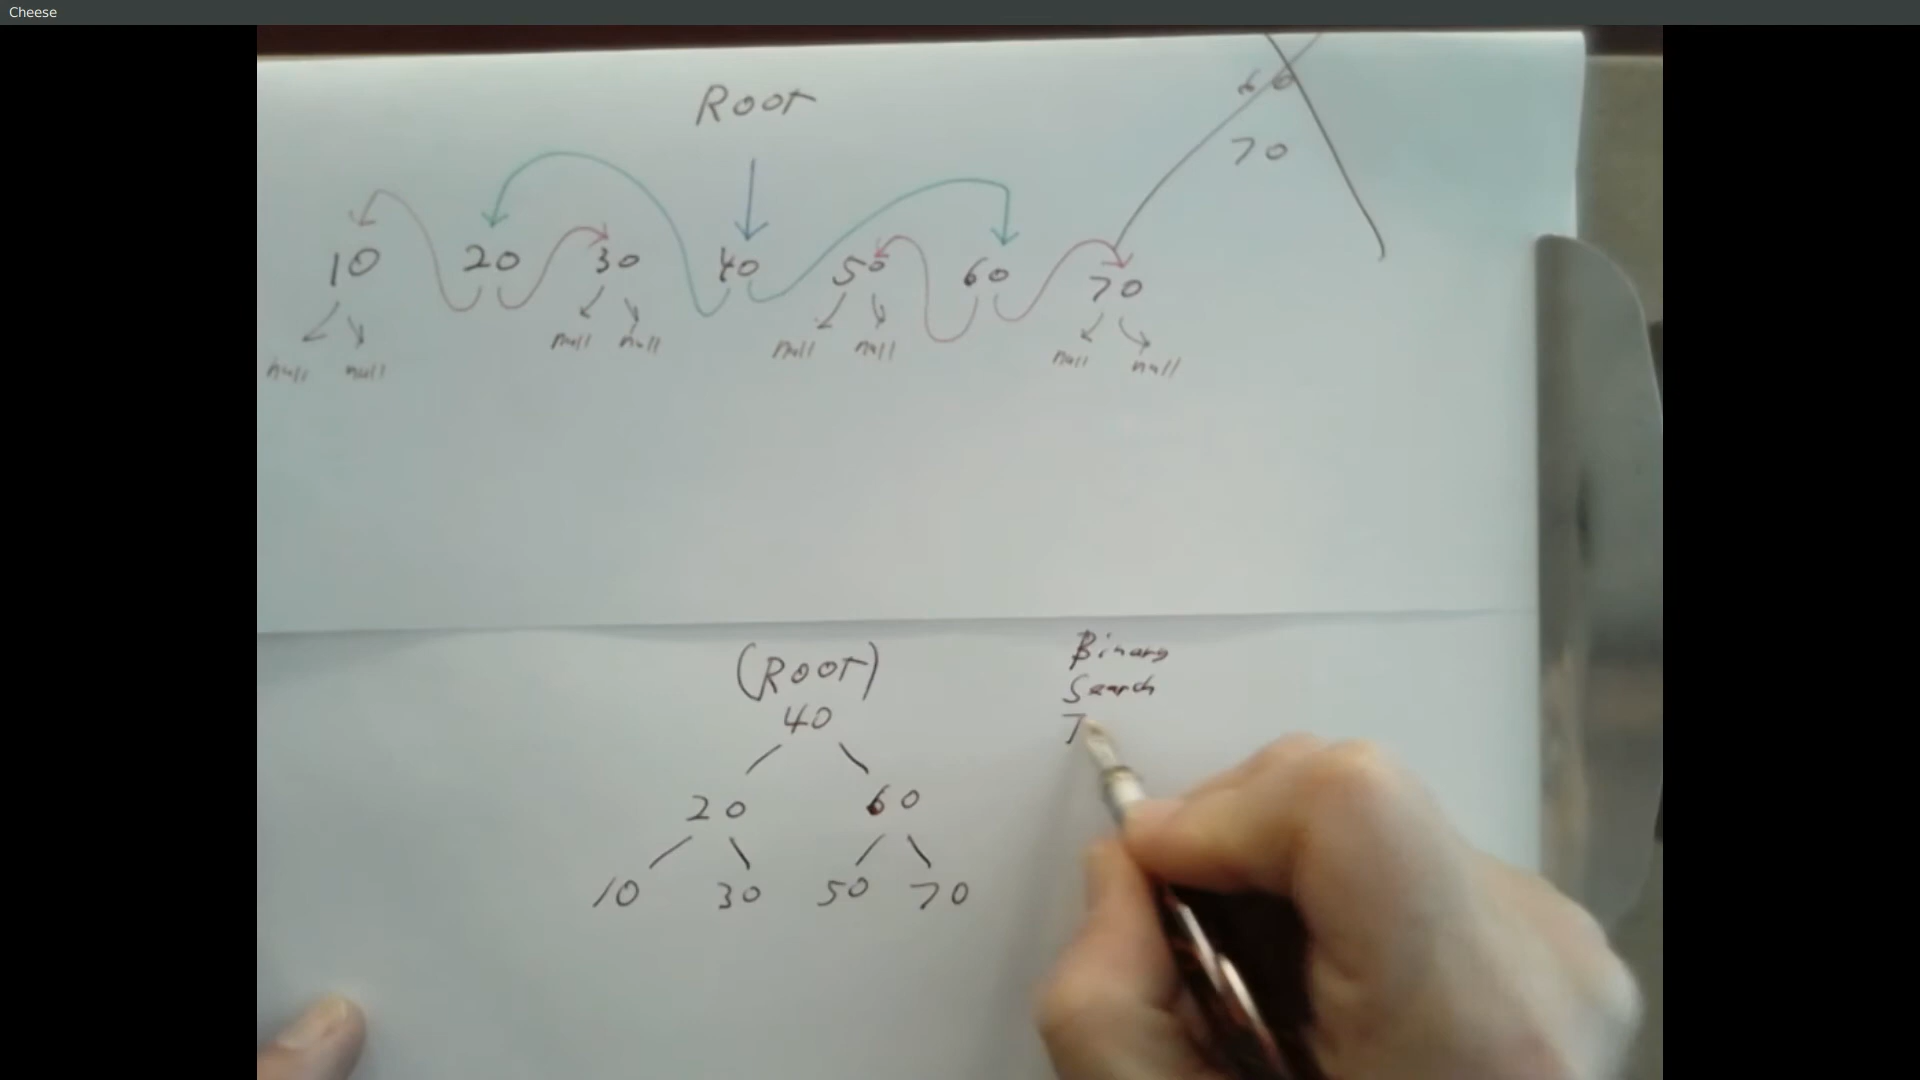 Cheese
Root
60
70
10 20 30 40 50 60 70
null null null null null null null null
(Root)
40
20 60
10 30 50 70
Binary
Search
T